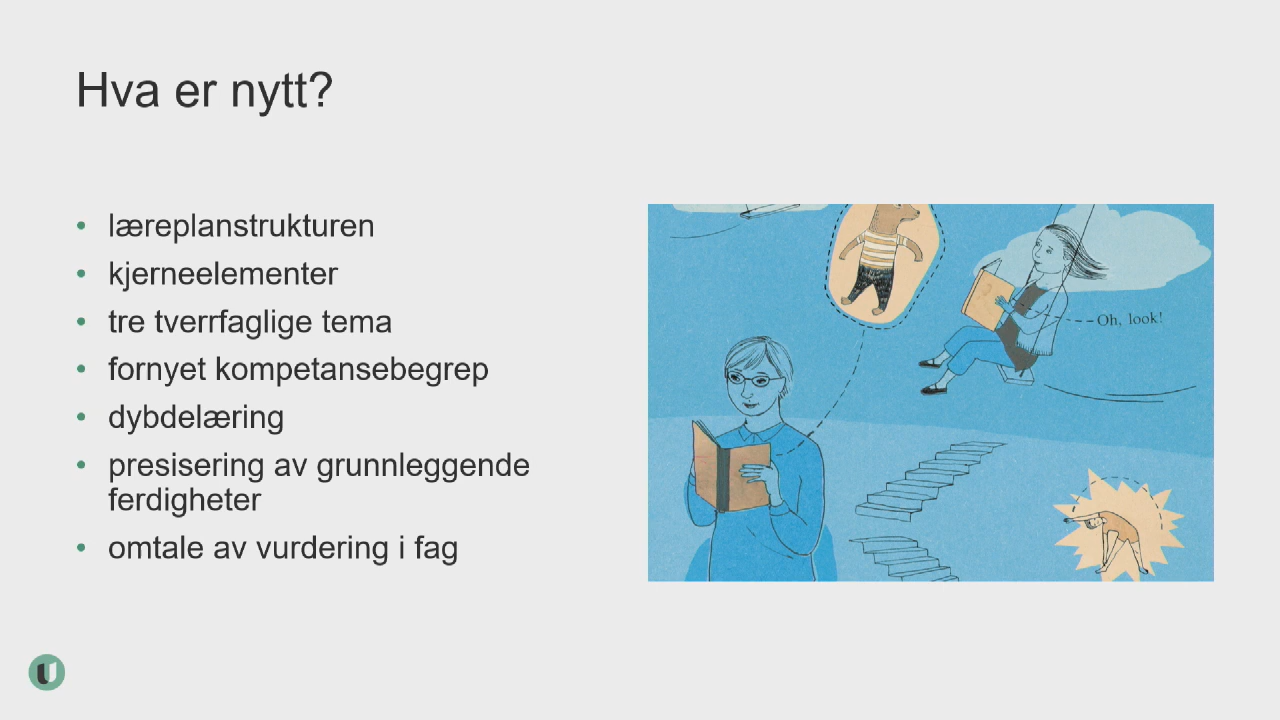 Hva er nytt?
• læreplanstrukturen
• kjerneelementer
• tre tverrfaglige tema
• fornyet kompetansebegrep
• dybdelæring
• presisering av grunnleggende
ferdigheter
• omtale av vurdering i fag
Oh, look!